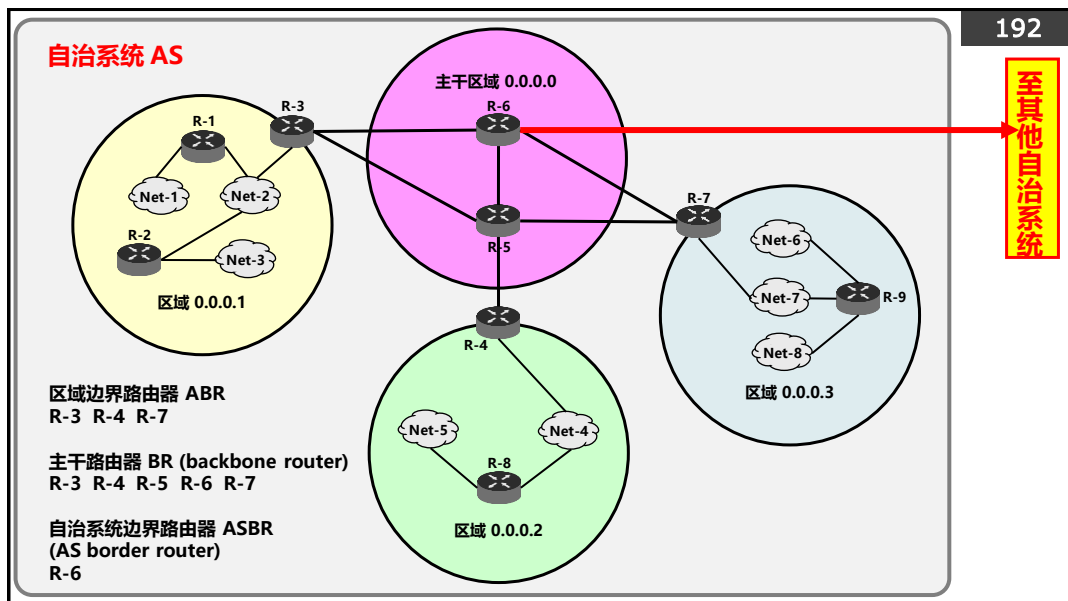 192
自治系统 AS
至其他自治系统
主干区域 0.0.0.0
R-6
R-3
R-1
Net-1
Net-2
R-2
Net-3
区域 0.0.0.1
R-5
R-7
Net-6
Net-7
R-9
Net-8
区域 0.0.0.3
R-4
Net-5
Net-4
R-8
区域 0.0.0.2
区域边界路由器 ABR
R-3 R-4 R-7
主干路由器 BR (backbone router)
R-3 R-4 R-5 R-6 R-7
自治系统边界路由器 ASBR
(AS border router)
R-6